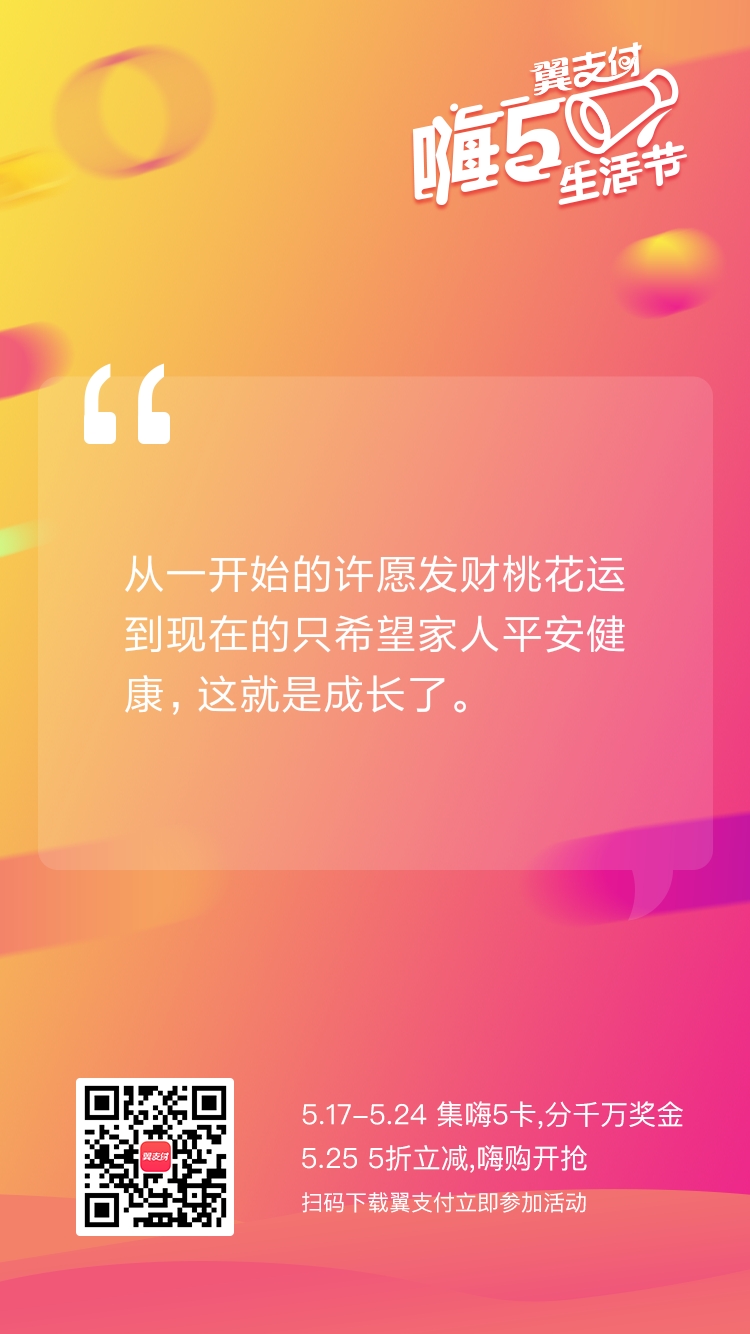 翼支付
嗨50
生活节
从一开始的许愿发财桃花运
到现在的只希望家人平安健
康，这就是成长了。
翼支付
5.17-5.24 集嗨5卡,分千万奖金
5.25 5折立减,嗨购开抢
扫码下载翼支付立即参加活动